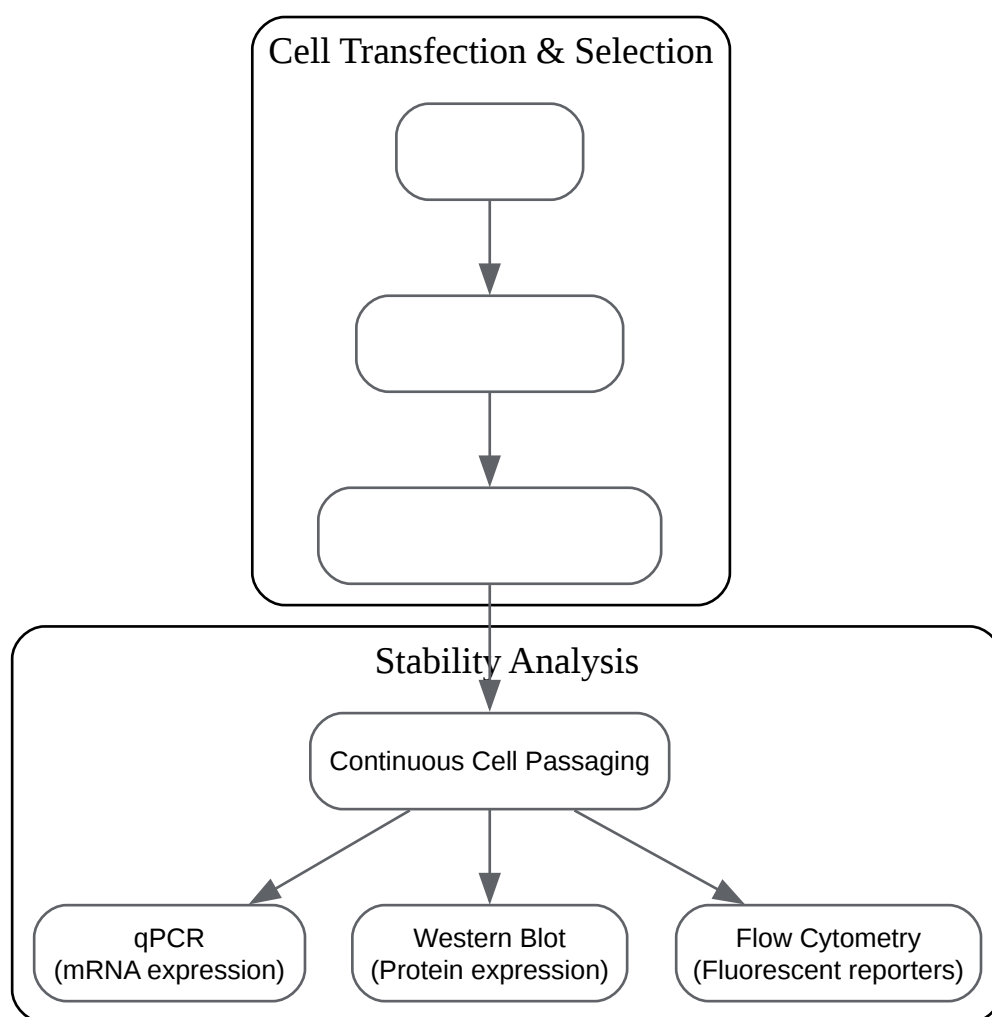 Cell Transfection & Selection
Stability Analysis
Continuous Cell Passaging
qPCR
(mRNA expression)
Western Blot
(Protein expression)
Flow Cytometry
(Fluorescent reporters)